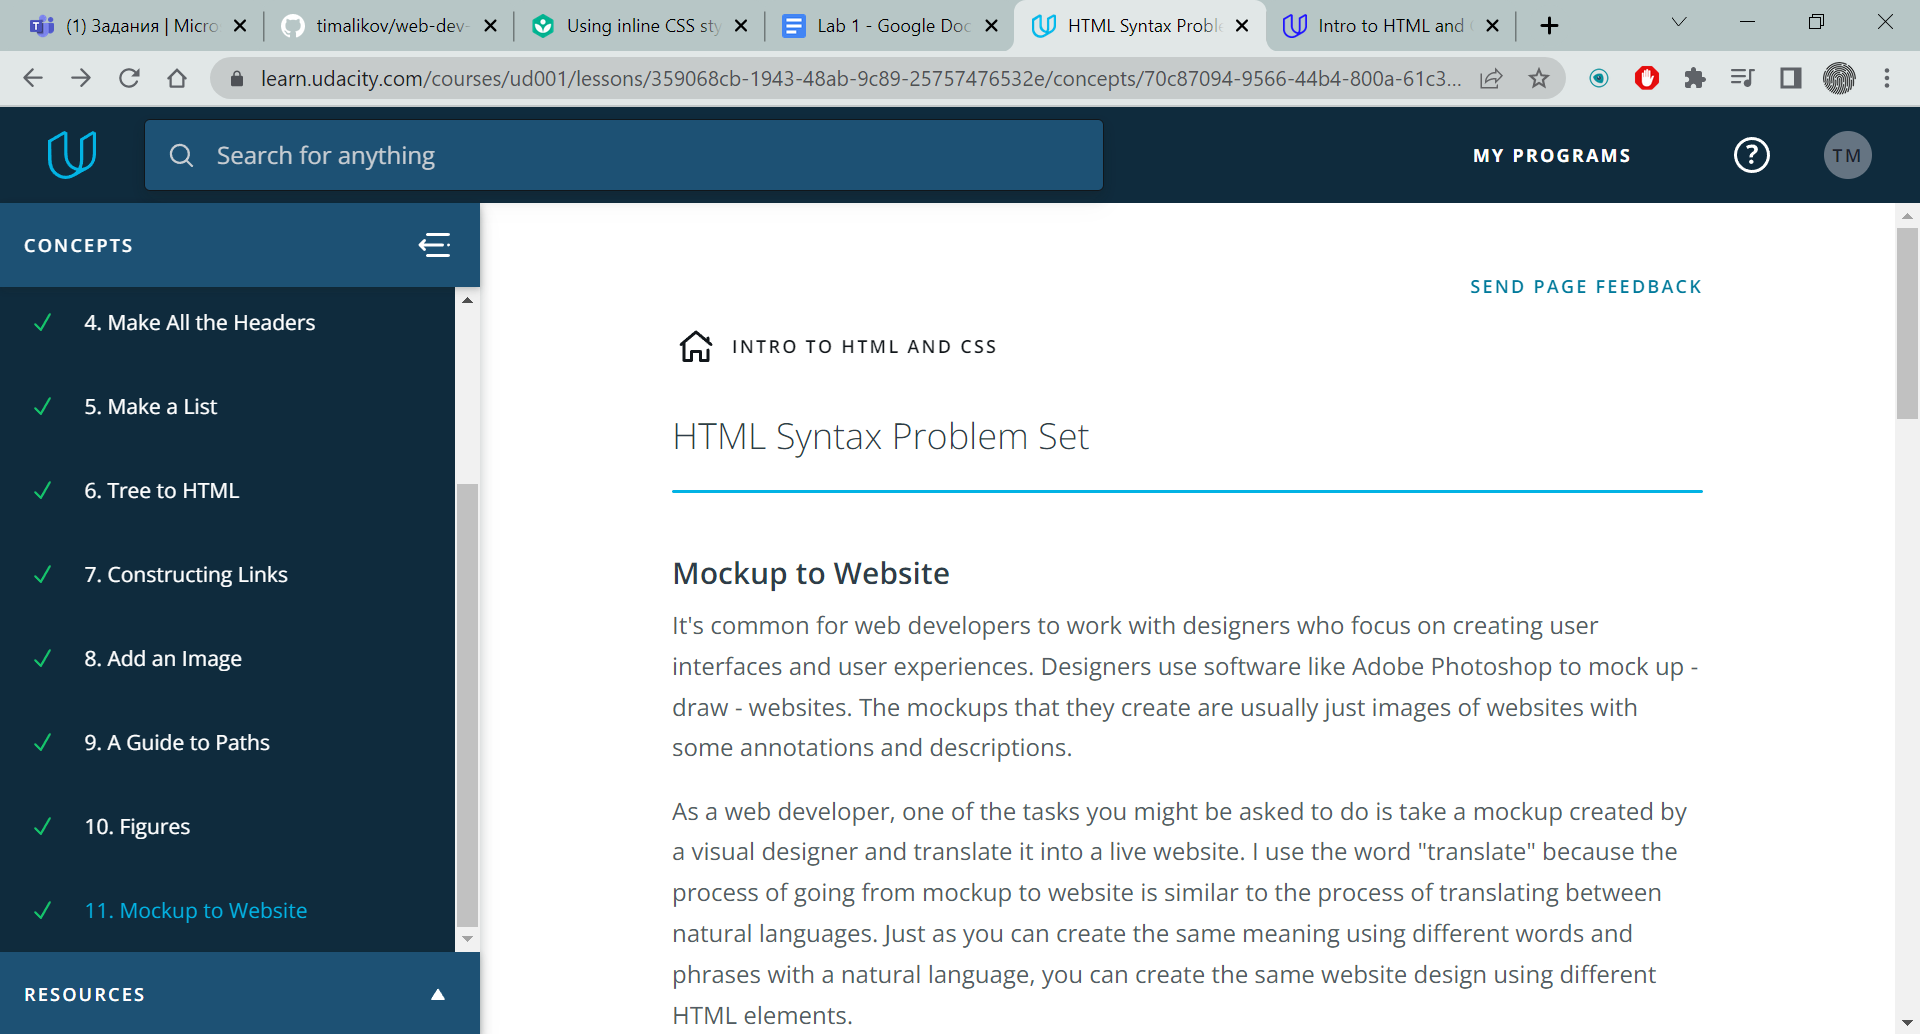 (1) Задания | Micro
timalikov/web-dev-
Using inline CSS sty
Lab 1 - Google Doc
HTML Syntax Proble
Intro to HTML and
learn.udacity.com/courses/ud001/lessons/359068cb-1943-48ab-9c89-25757476532e/concepts/70c87094-9566-44b4-800a-61c3...
Search for anything
MY PROGRAMS
?
TM
CONCEPTS
4. Make All the Headers
5. Make a List
6. Tree to HTML
7. Constructing Links
8. Add an Image
9. A Guide to Paths
10. Figures
11. Mockup to Website
RESOURCES
SEND PAGE FEEDBACK
INTRO TO HTML AND CSS
HTML Syntax Problem Set
Mockup to Website
It's common for web developers to work with designers who focus on creating user
interfaces and user experiences. Designers use software like Adobe Photoshop to mock up -
draw - websites. The mockups that they create are usually just images of websites with
some annotations and descriptions.
As a web developer, one of the tasks you might be asked to do is take a mockup created by
a visual designer and translate it into a live website. I use the word "translate" because the
process of going from mockup to website is similar to the process of translating between
natural languages. Just as you can create the same meaning using different words and
phrases with a natural language, you can create the same website design using different
HTML elements.